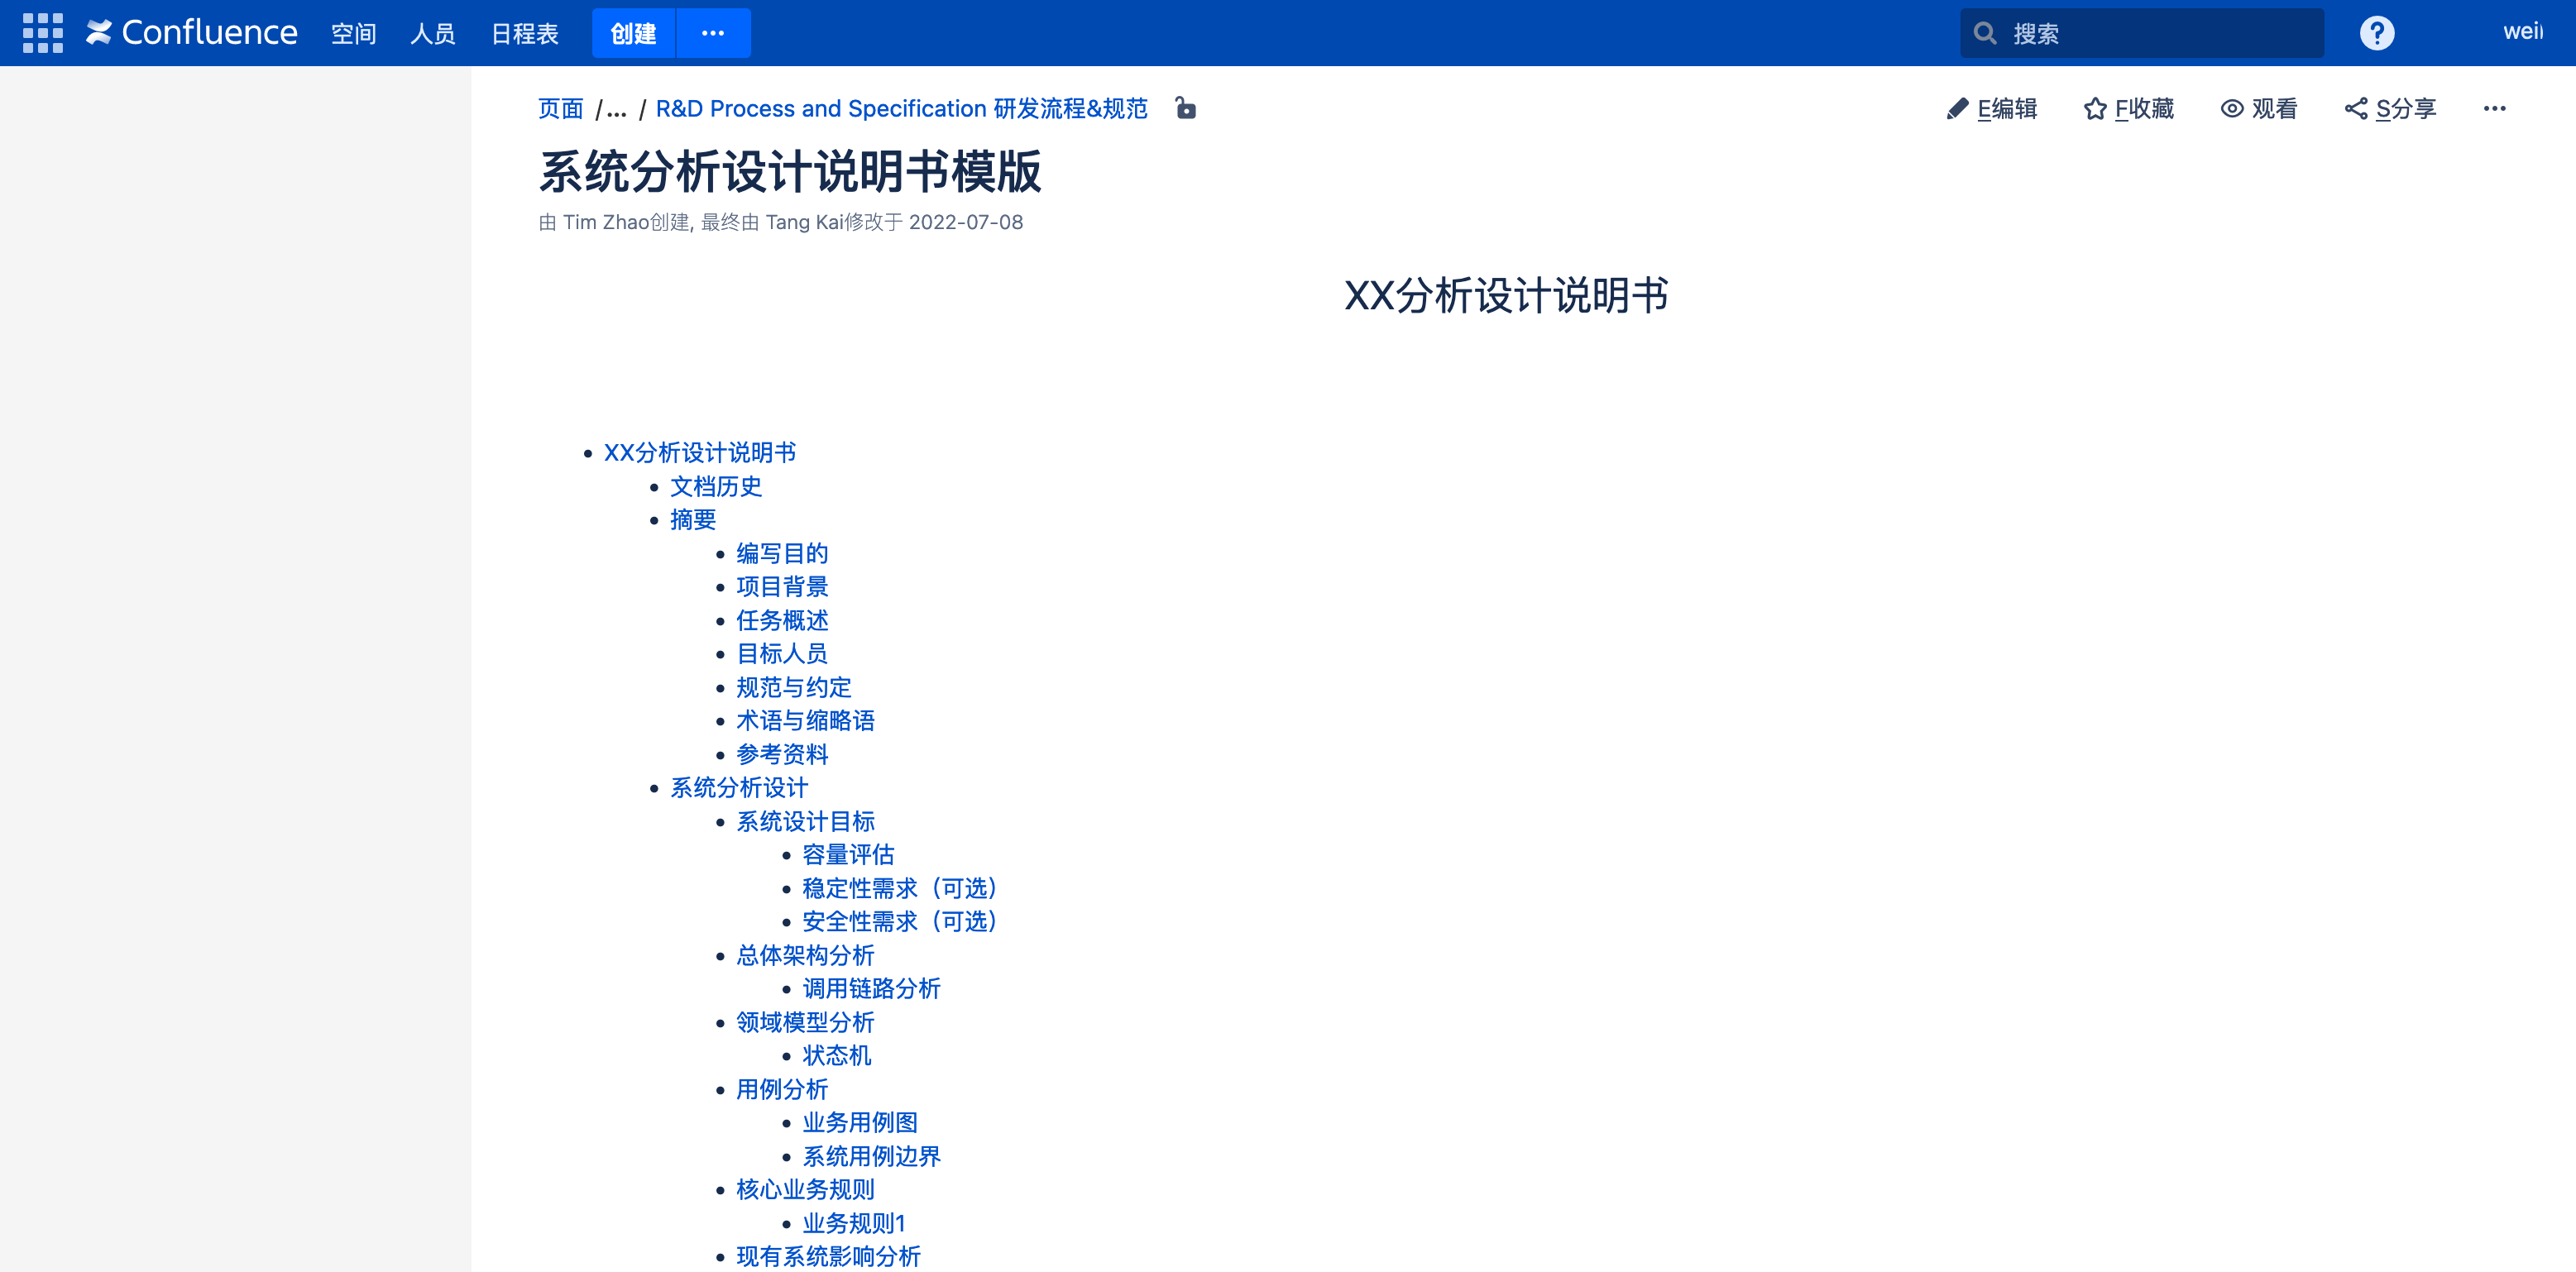 Confluence 空间 人员 日程表 创建 ··· 搜索 ?
页面 /... / R&D Process and Specification 研发流程&规范 E编辑 F收藏 观看 S分享 ···
系统分析设计说明书模版
由 Tim Zhao创建, 最终由 Tang Kai修改于 2022-07-08
XX分析设计说明书
• XX分析设计说明书
• 文档历史
• 摘要
• 编写目的
• 项目背景
• 任务概述
• 目标人员
• 规范与约定
• 术语与缩略语
• 参考资料
• 系统分析设计
• 系统设计目标
• 容量评估
• 稳定性需求（可选）
• 安全性需求（可选）
• 总体架构分析
• 调用链路分析
• 领域模型分析
• 状态机
• 用例分析
• 业务用例图
• 系统用例边界
• 核心业务规则
• 业务规则1
• 现有系统影响分析